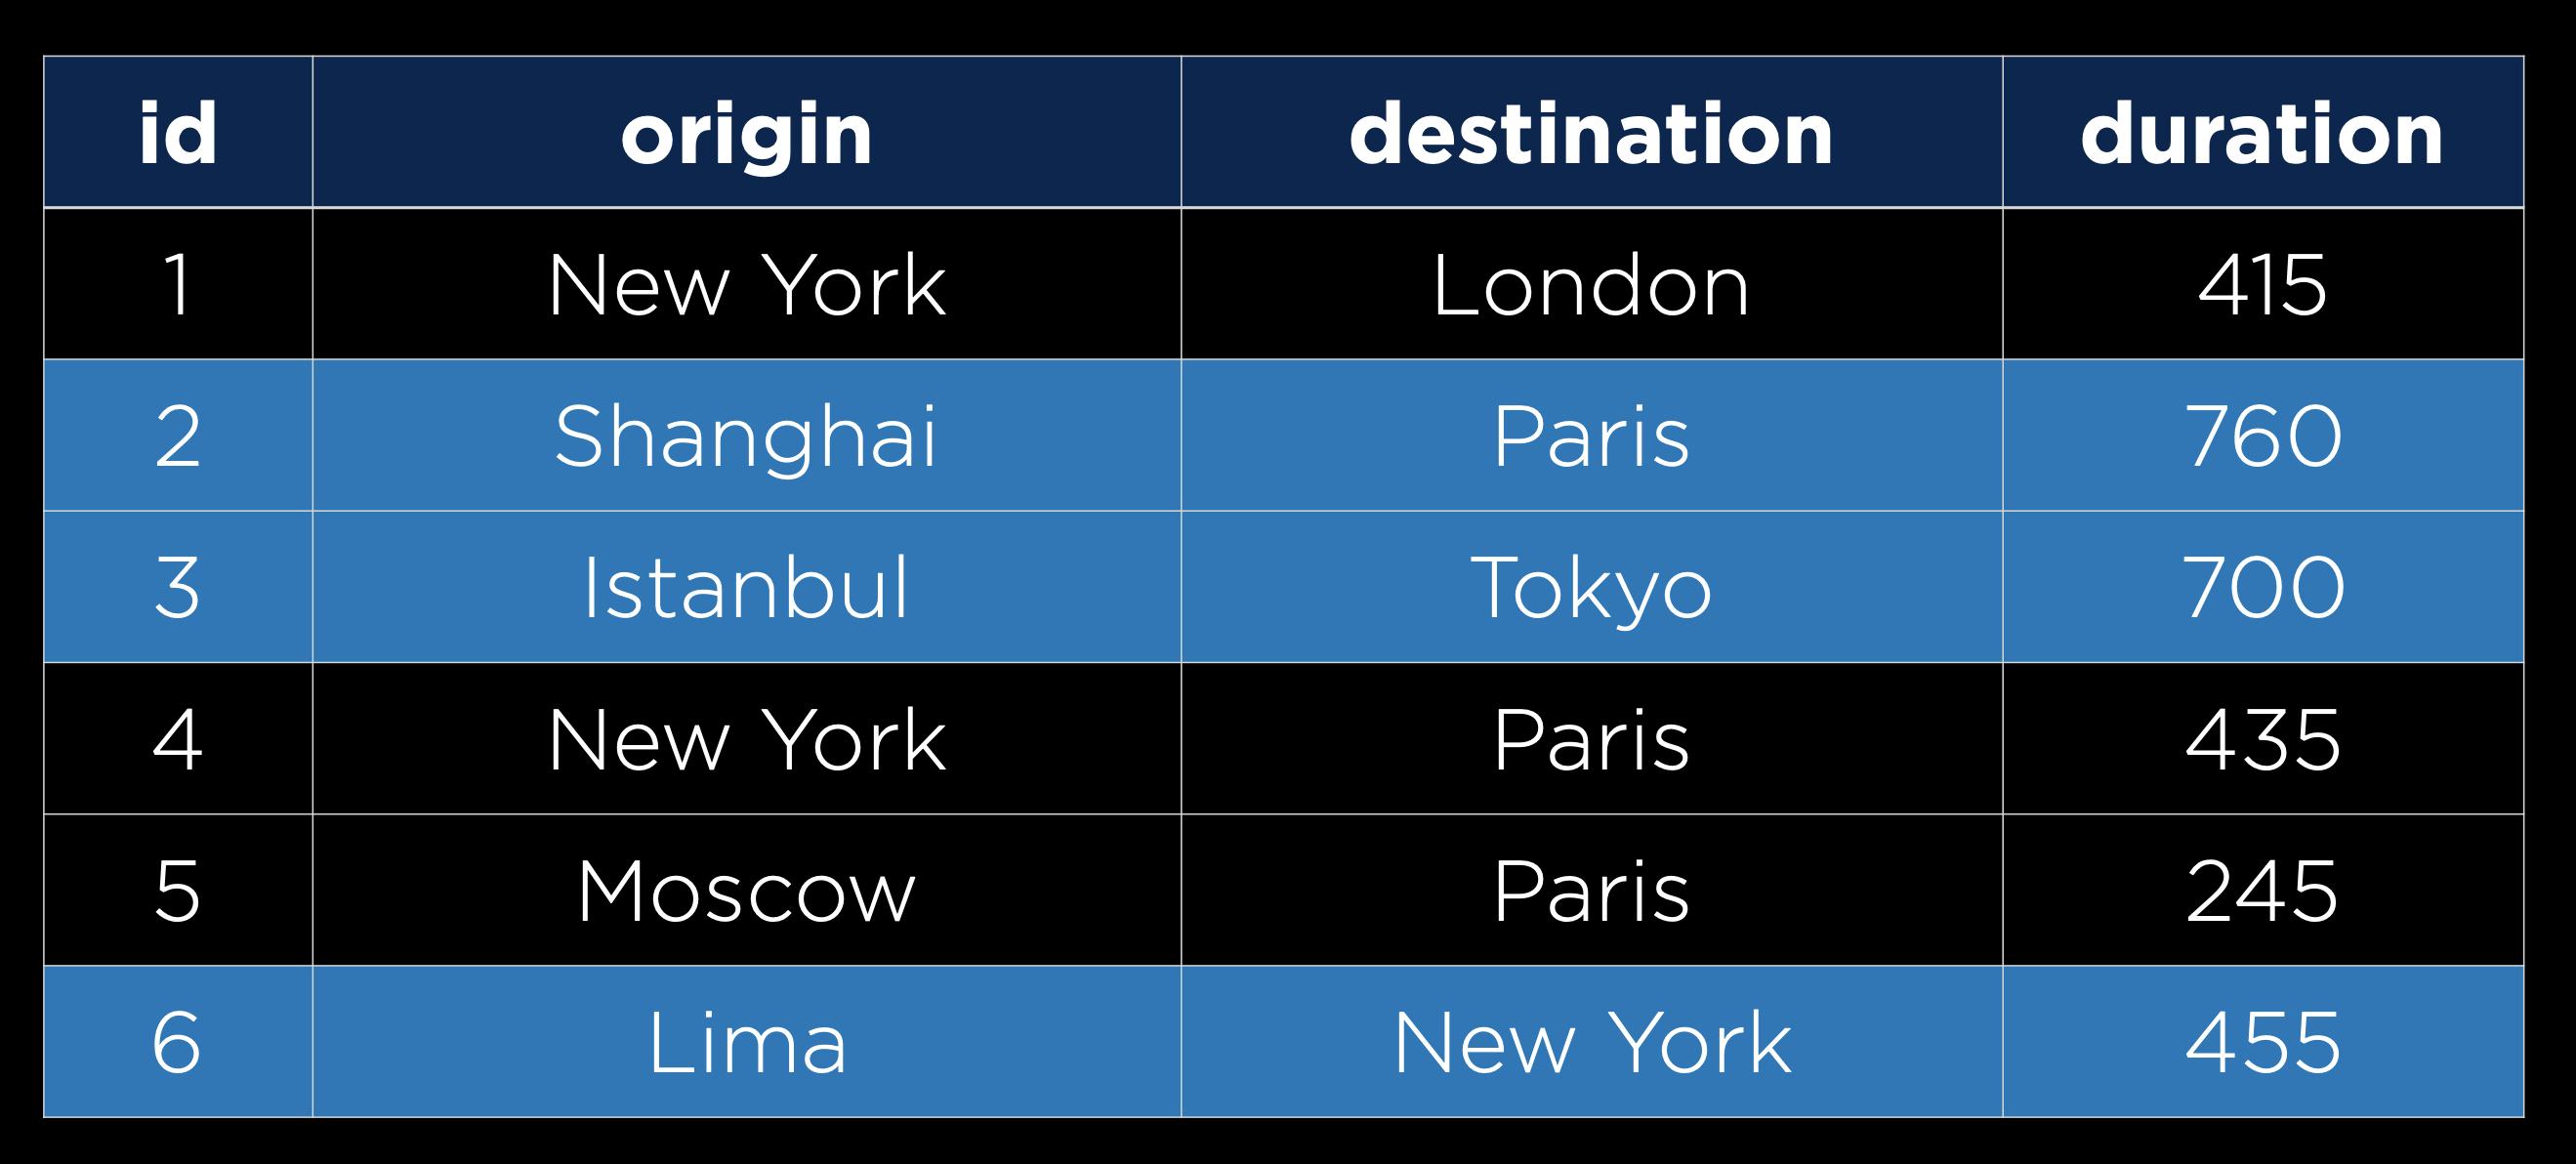 id origin destination duration
1 New York London 415
2 Shanghai Paris 760
3 Istanbul Tokyo 700
4 New York Paris 435
5 Moscow Paris 245
6 Lima New York 455